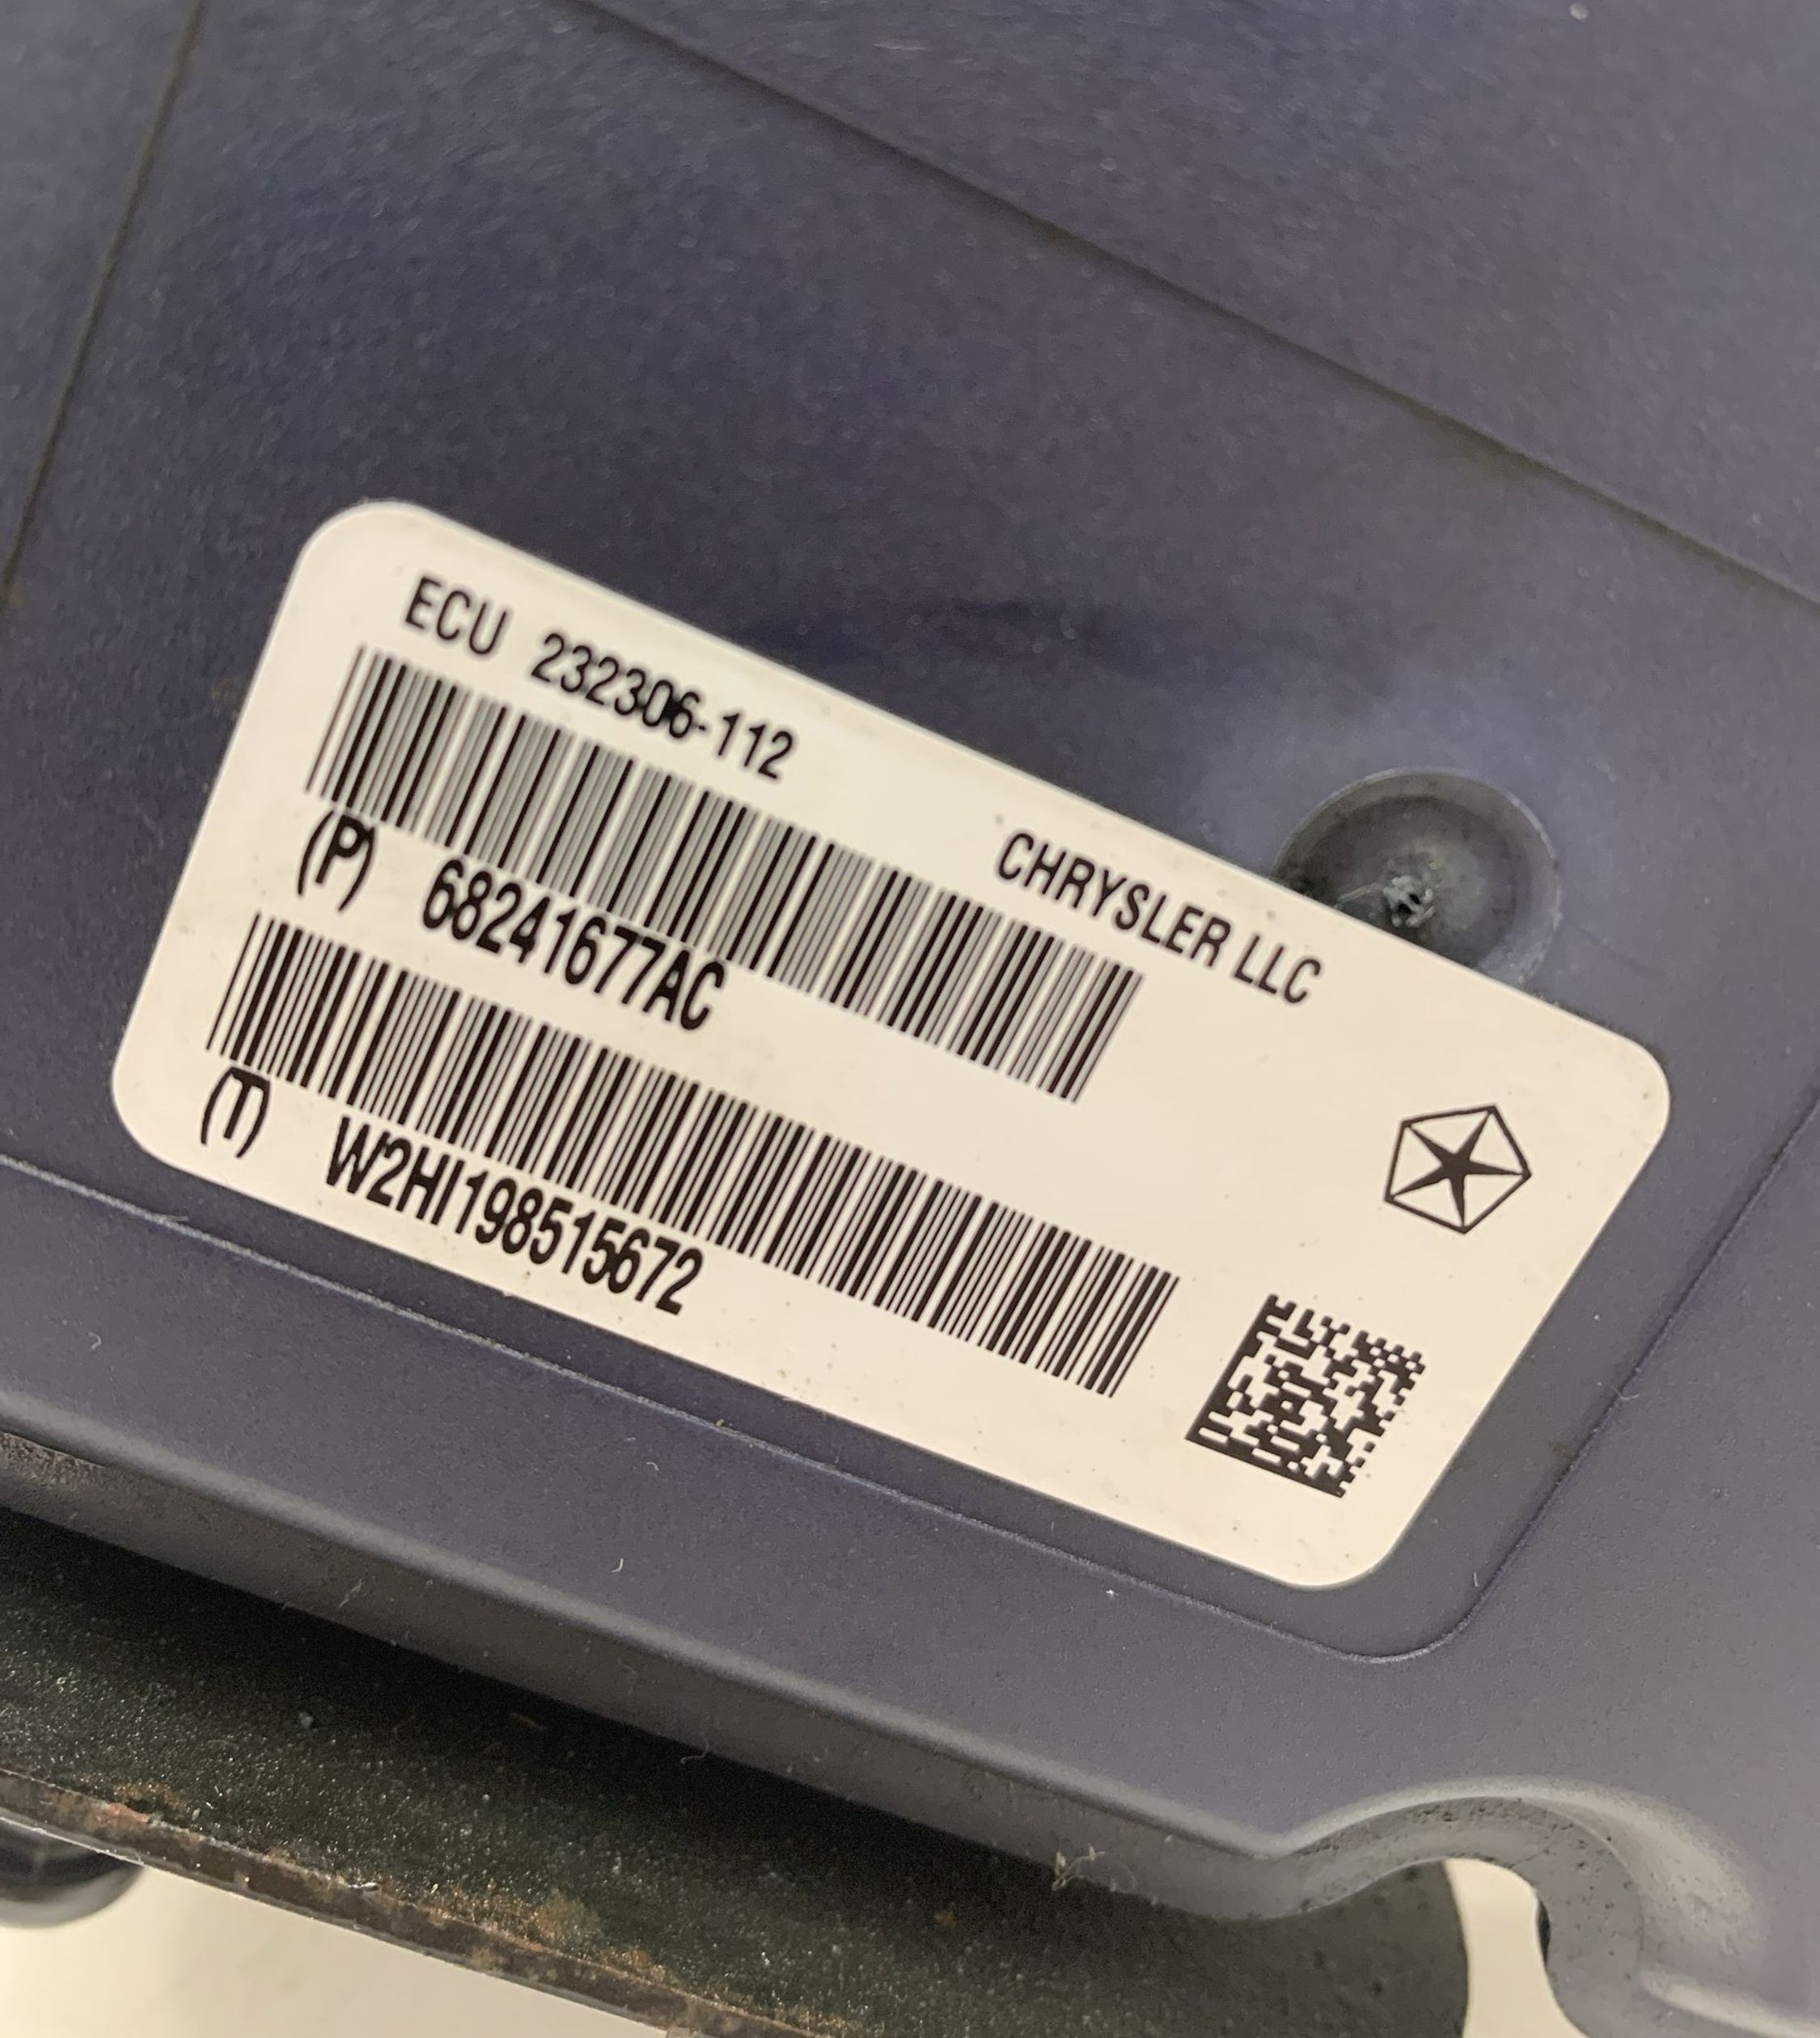 ECU 232306-112
CHRYSLER LLC
(P) 68241677AC
(T) W2HI198515672